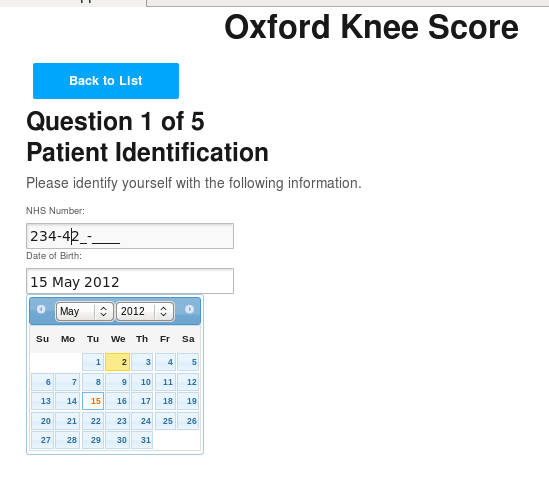 Oxford Knee Score
Back to List
Question 1 of 5
Patient Identification
Please identify yourself with the following information.
NHS Number:
234-42_-____
Date of Birth:
15 May 2012
May 2012
Su Mo Tu We Th Fr Sa
1 2 3 4 5
6 7 8 9 10 11 12
13 14 15 16 17 18 19
20 21 22 23 24 25 26
27 28 29 30 31